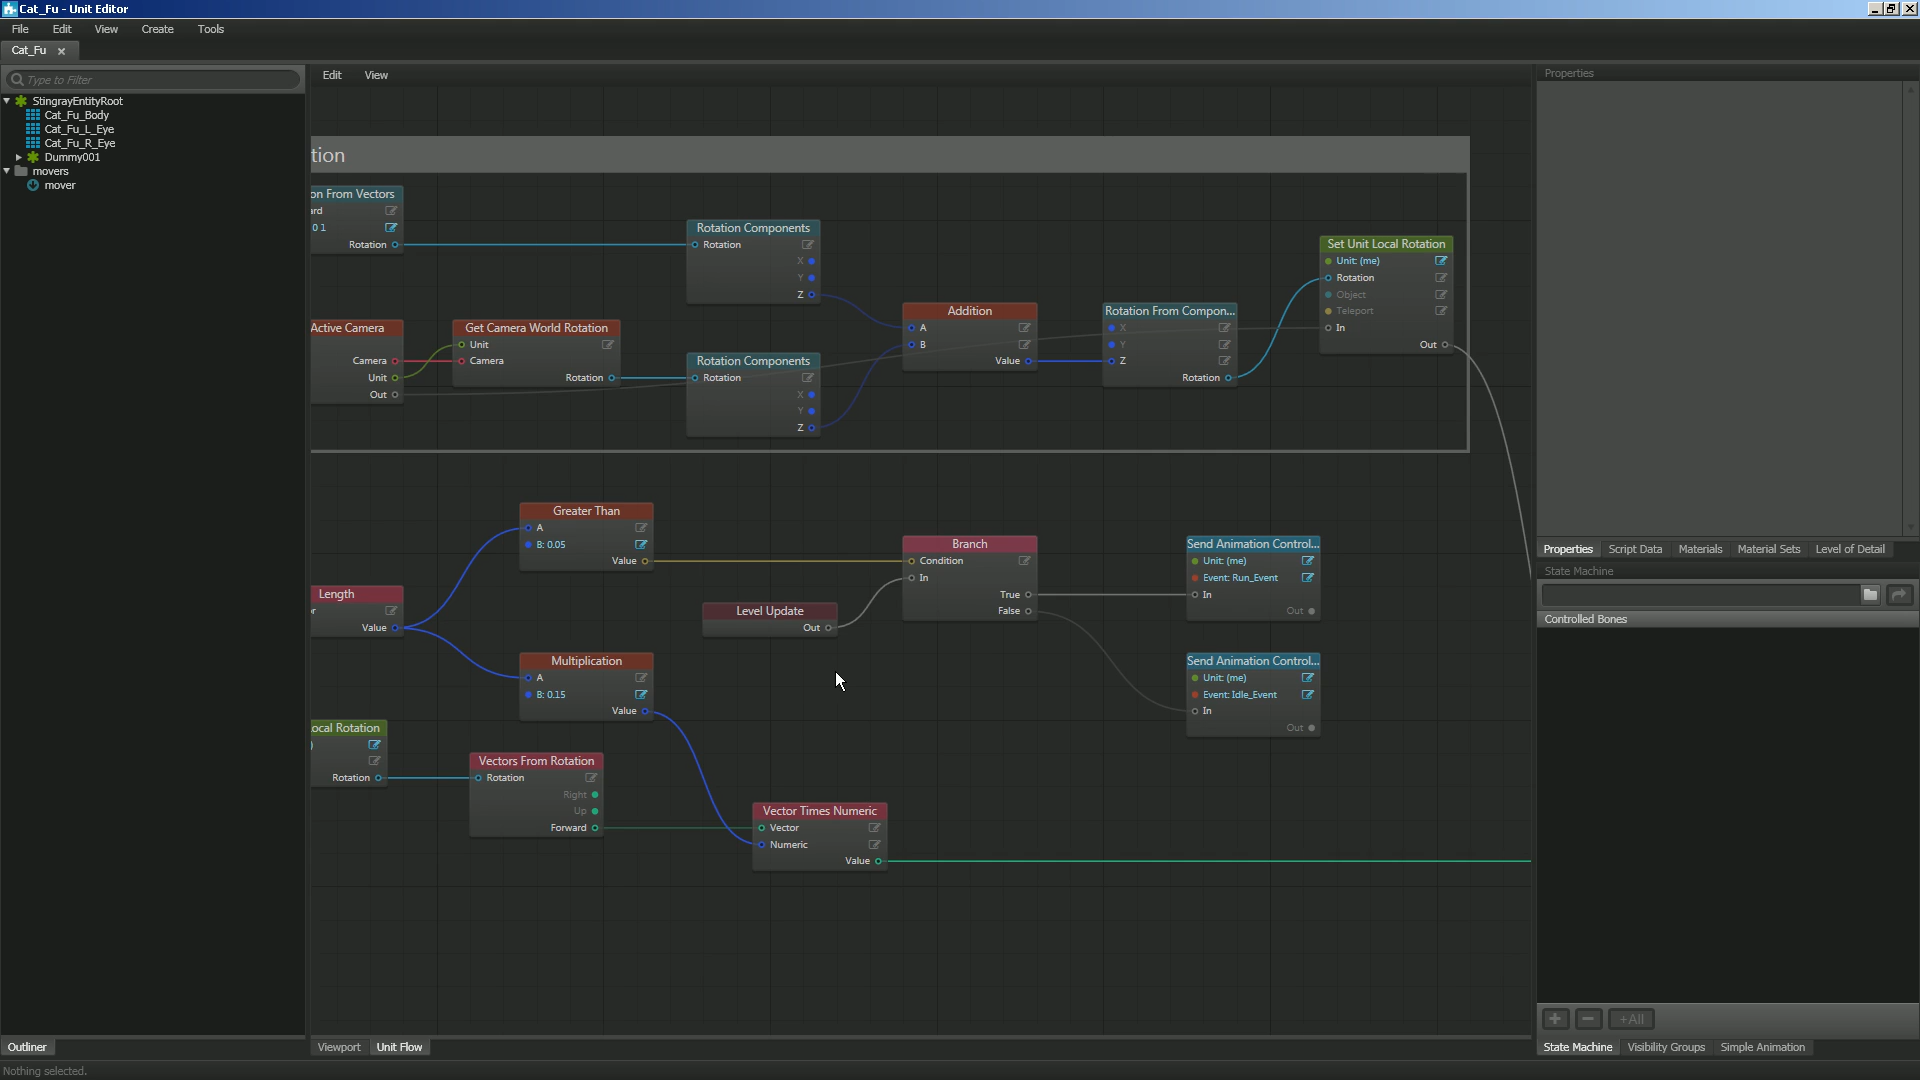 Cat_Fu - Unit Editor
File Edit View Create Tools
Cat_Fu
Type to Filter
StingrayEntityRoot
Cat_Fu_Body
Cat_Fu_L_Eye
Cat_Fu_R_Eye
Dummy001
movers
mover
Outliner
Nothing selected.
Edit View
tion
on From Vectors
ard
0 1
Rotation
Rotation Components
Rotation
X
Y
Z
Active Camera
Camera
Unit
Out
Get Camera World Rotation
Unit
Camera
Rotation
Rotation Components
Rotation
X
Y
Z
Addition
A
B
Value
Rotation From Compon...
X
Y
Z
Rotation
Set Unit Local Rotation
Unit: (me)
Rotation
Object
Teleport
In
Out
Greater Than
A
B: 0.05
Value
Length
r
Value
Level Update
Out
Branch
Condition
In
True
False
Send Animation Control...
Unit: (me)
Event: Run_Event
In
Out
Multiplication
A
B: 0.15
Value
Send Animation Control...
Unit: (me)
Event: Idle_Event
In
Out
ocal Rotation
)
Rotation
Vectors From Rotation
Rotation
Right
Up
Forward
Vector Times Numeric
Vector
Numeric
Value
Viewport Unit Flow
Properties
Properties Script Data Materials Material Sets Level of Detail
State Machine
Controlled Bones
+All
State Machine Visibility Groups Simple Animation